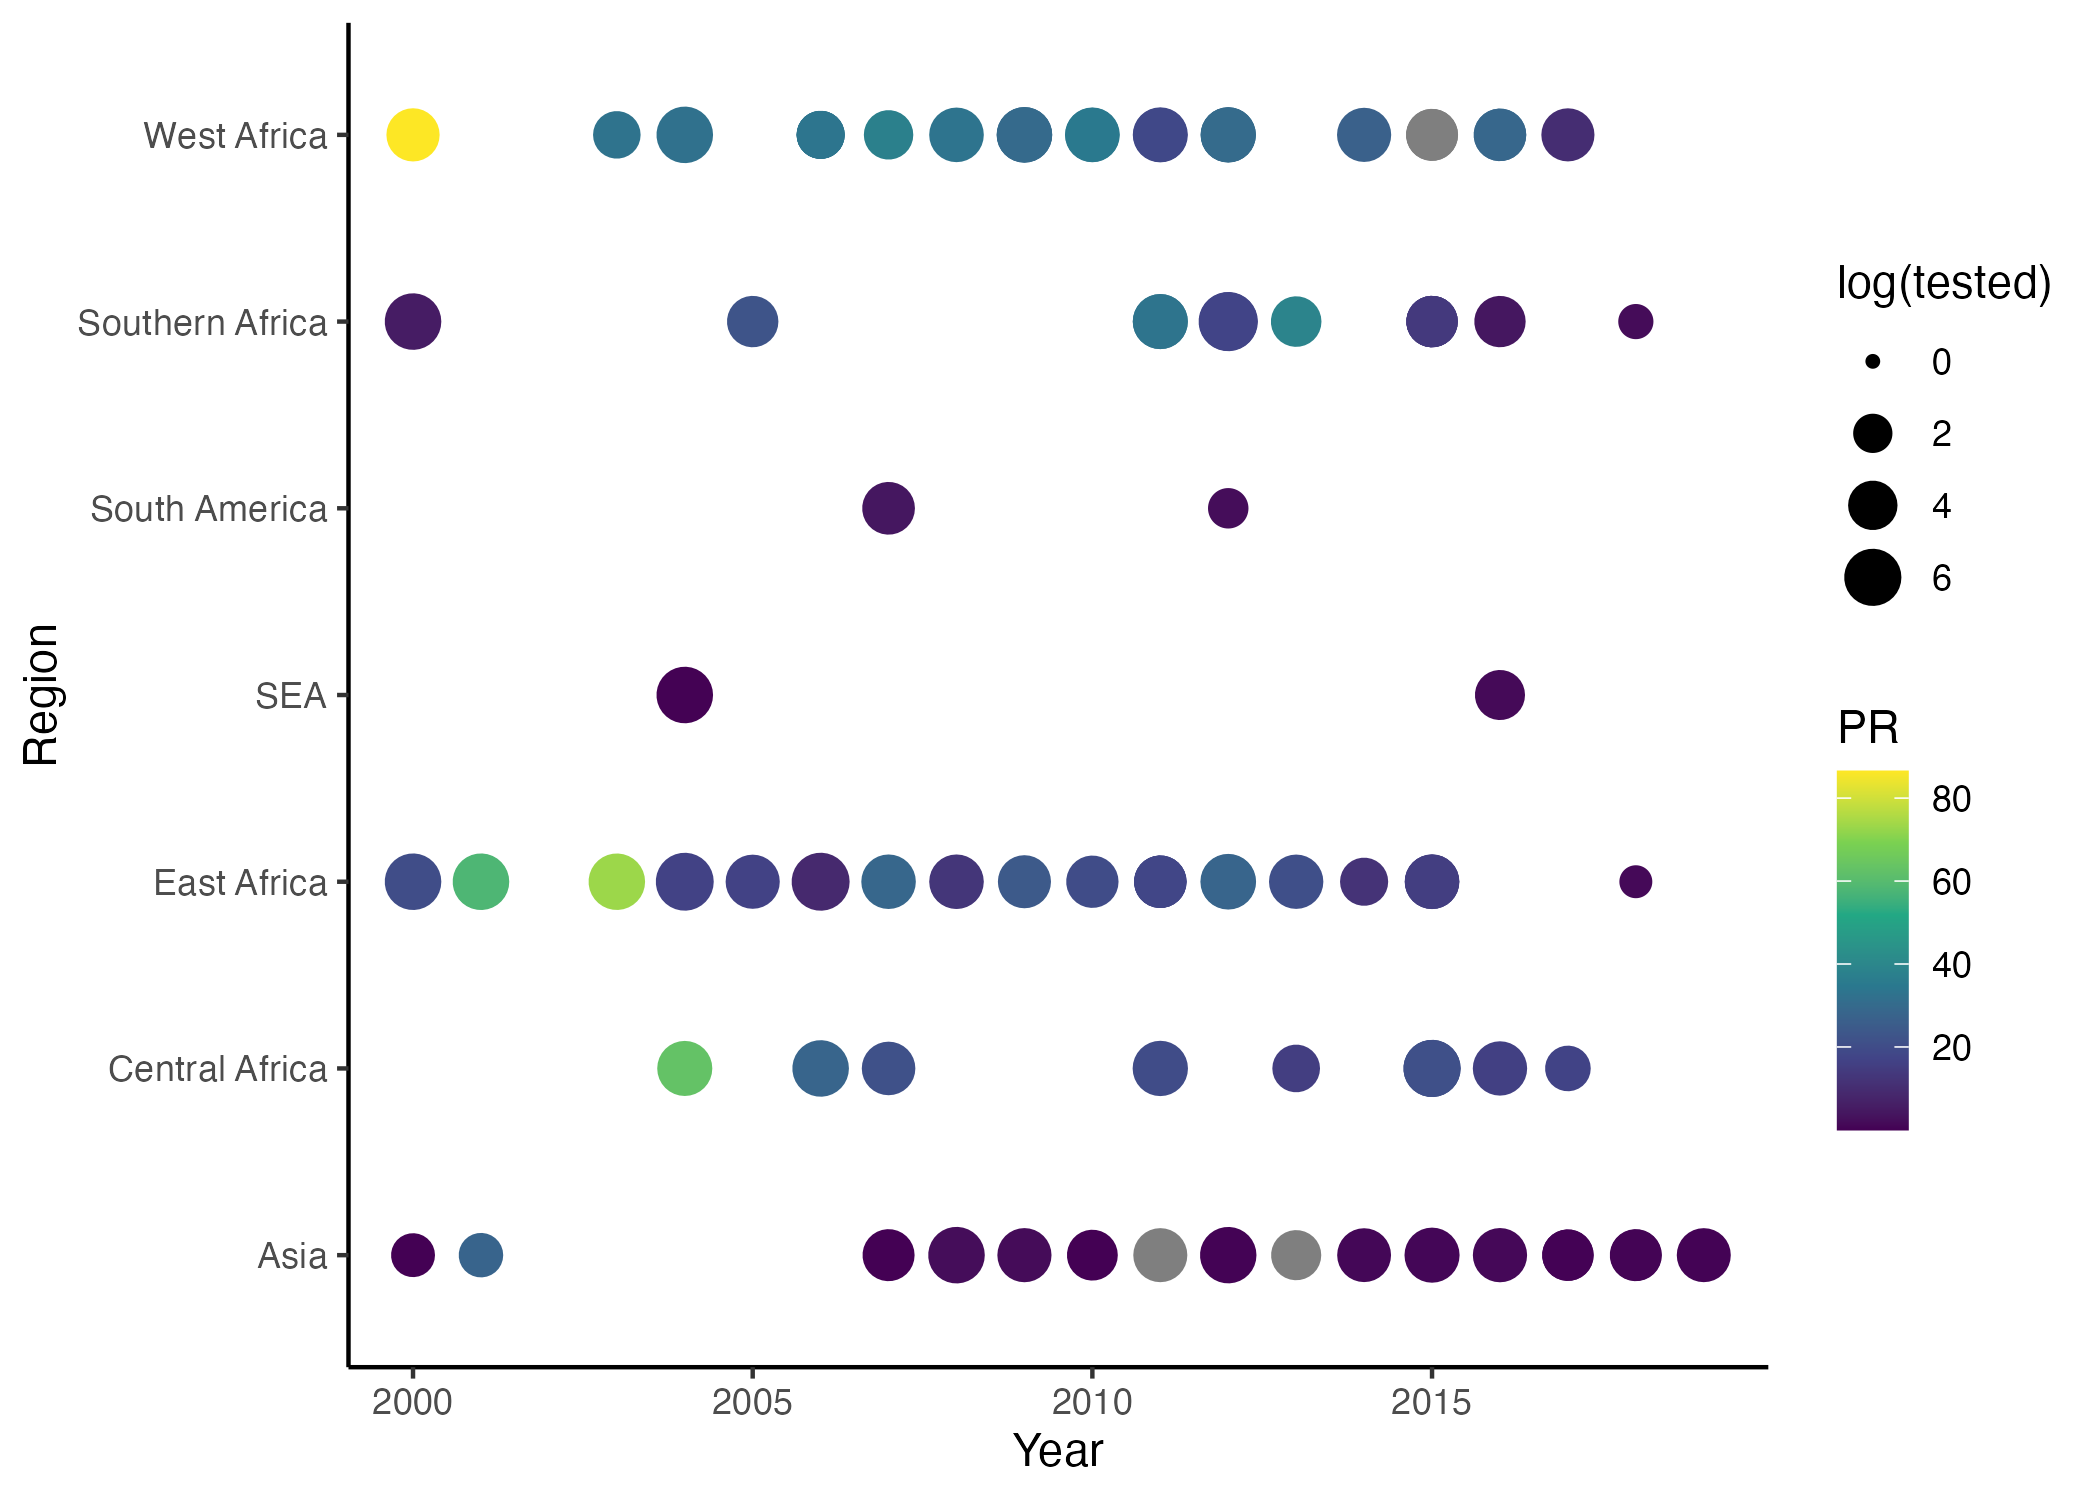 West Africa
Southern Africa
South America
SEA
East Africa
Central Africa
Asia
Region
2000
2005
2010
2015
Year
log(tested)
0
2
4
6
PR
80
60
40
20